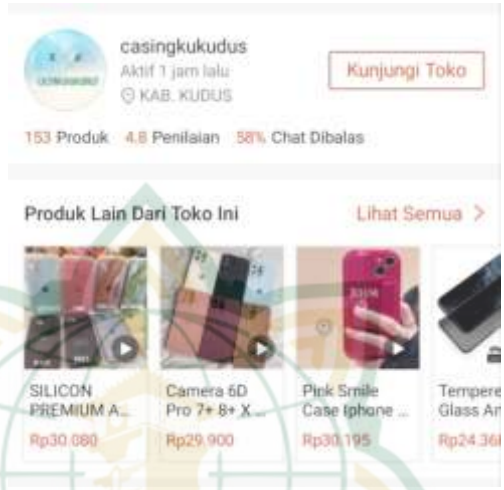 casingkukudus
Aktif 1 jam lalu
KAB. KUDUS
Kunjungi Toko
153 Produk 4.8 Penilaian 58% Chat Dibalas
Produk Lain Dari Toko Ini
Lihat Semua >
SILICON
PREMIUM A...
Rp30.080
Camera 6D
Pro 7+ 8+ X ...
Rp29.900
Pink Smile
Case Iphone ...
Rp30.195
Tempere
Glass An
Rp24.36